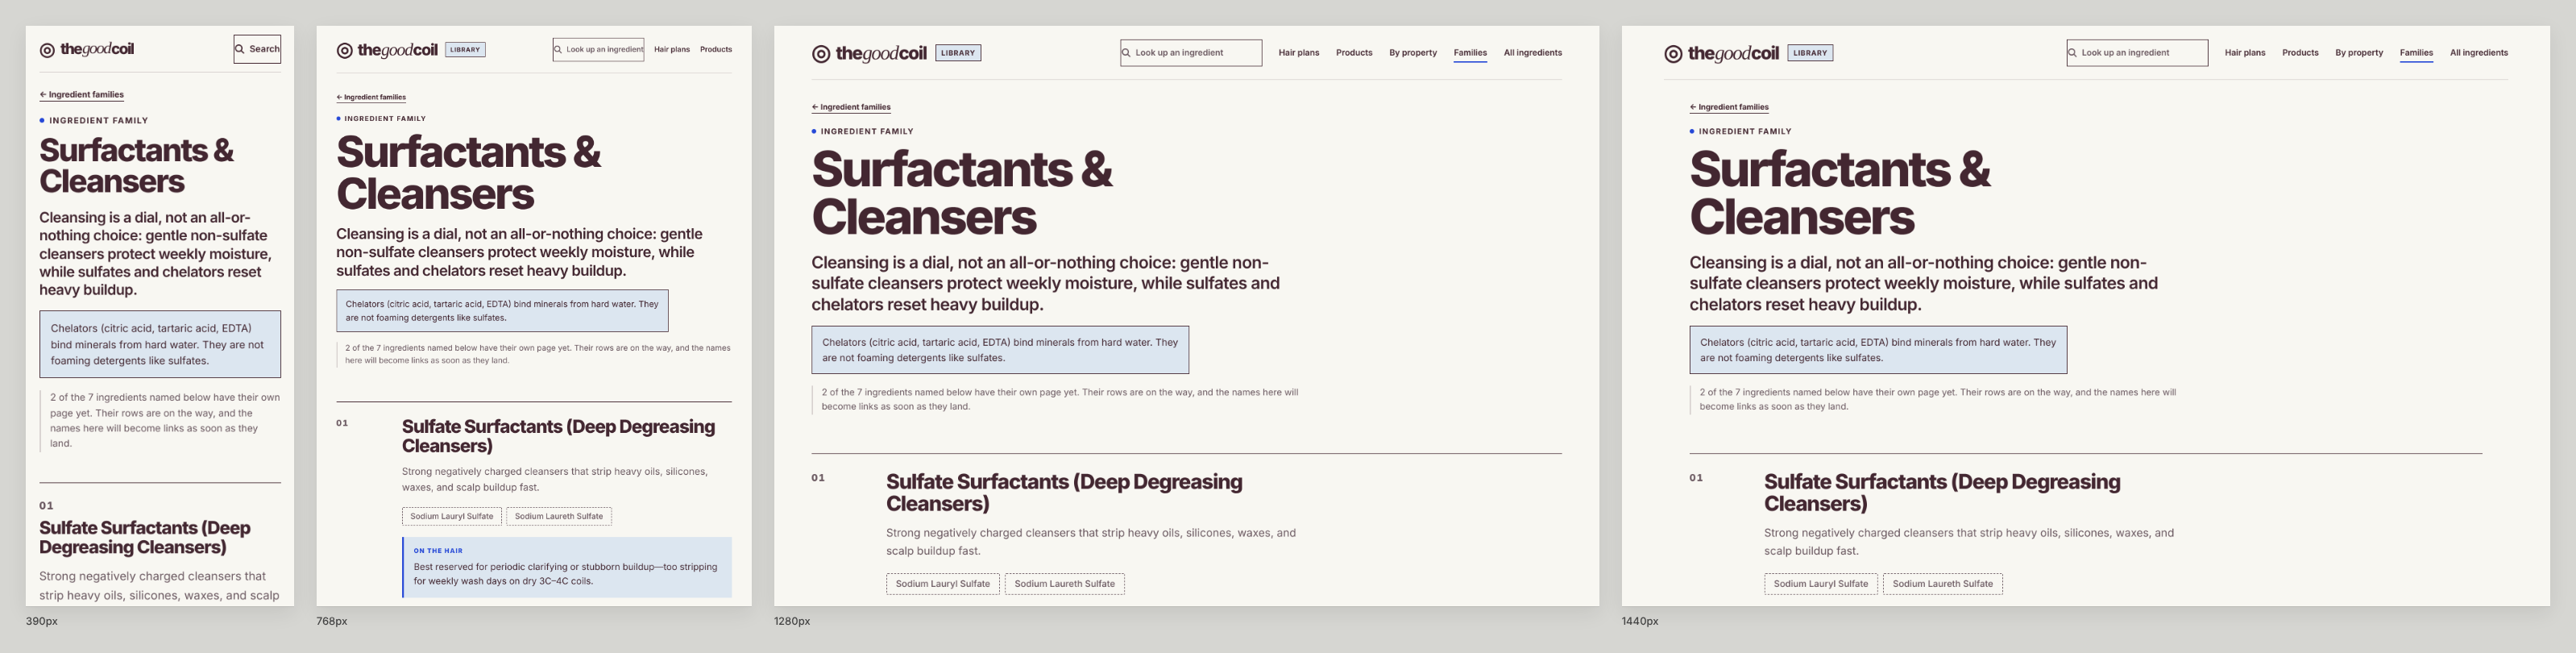 thegoodcoil
Search
← Ingredient families
INGREDIENT FAMILY
Surfactants &
Cleansers
Cleansing is a dial, not an all-or-
nothing choice: gentle non-sulfate
cleansers protect weekly moisture,
while sulfates and chelators reset
heavy buildup.
Chelators (citric acid, tartaric acid, EDTA)
bind minerals from hard water. They are not
foaming detergents like sulfates.
2 of the 7 ingredients named below have their own
page yet. Their rows are on the way, and the
names here will become links as soon as they
land.
01
Sulfate Surfactants (Deep
Degreasing Cleansers)
Strong negatively charged cleansers that
strip heavy oils, silicones, waxes, and scalp
390px
thegoodcoil LIBRARY Look up an ingredient Hair plans Products
← Ingredient families
INGREDIENT FAMILY
Surfactants &
Cleansers
Cleansing is a dial, not an all-or-nothing choice: gentle
non-sulfate cleansers protect weekly moisture, while
sulfates and chelators reset heavy buildup.
Chelators (citric acid, tartaric acid, EDTA) bind minerals from hard water. They
are not foaming detergents like sulfates.
2 of the 7 ingredients named below have their own page yet. Their rows are on the way, and the names
here will become links as soon as they land.
01
Sulfate Surfactants (Deep Degreasing
Cleansers)
Strong negatively charged cleansers that strip heavy oils, silicones,
waxes, and scalp buildup fast.
Sodium Lauryl Sulfate Sodium Laureth Sulfate
ON THE HAIR
Best reserved for periodic clarifying or stubborn buildup—too stripping
for weekly wash days on dry 3C–4C coils.
768px
thegoodcoil LIBRARY Look up an ingredient Hair plans Products By property Families All ingredients
← Ingredient families
INGREDIENT FAMILY
Surfactants &
Cleansers
Cleansing is a dial, not an all-or-nothing choice: gentle non-
sulfate cleansers protect weekly moisture, while sulfates and
chelators reset heavy buildup.
Chelators (citric acid, tartaric acid, EDTA) bind minerals from hard water. They
are not foaming detergents like sulfates.
2 of the 7 ingredients named below have their own page yet. Their rows are on the way, and the names here will
become links as soon as they land.
01
Sulfate Surfactants (Deep Degreasing
Cleansers)
Strong negatively charged cleansers that strip heavy oils, silicones, waxes, and
scalp buildup fast.
Sodium Lauryl Sulfate Sodium Laureth Sulfate
1280px
thegoodcoil LIBRARY Look up an ingredient Hair plans Products By property Families All ingredients
← Ingredient families
INGREDIENT FAMILY
Surfactants &
Cleansers
Cleansing is a dial, not an all-or-nothing choice: gentle non-
sulfate cleansers protect weekly moisture, while sulfates and
chelators reset heavy buildup.
Chelators (citric acid, tartaric acid, EDTA) bind minerals from hard water. They
are not foaming detergents like sulfates.
2 of the 7 ingredients named below have their own page yet. Their rows are on the way, and the names here will
become links as soon as they land.
01
Sulfate Surfactants (Deep Degreasing
Cleansers)
Strong negatively charged cleansers that strip heavy oils, silicones, waxes, and
scalp buildup fast.
Sodium Lauryl Sulfate Sodium Laureth Sulfate
1440px